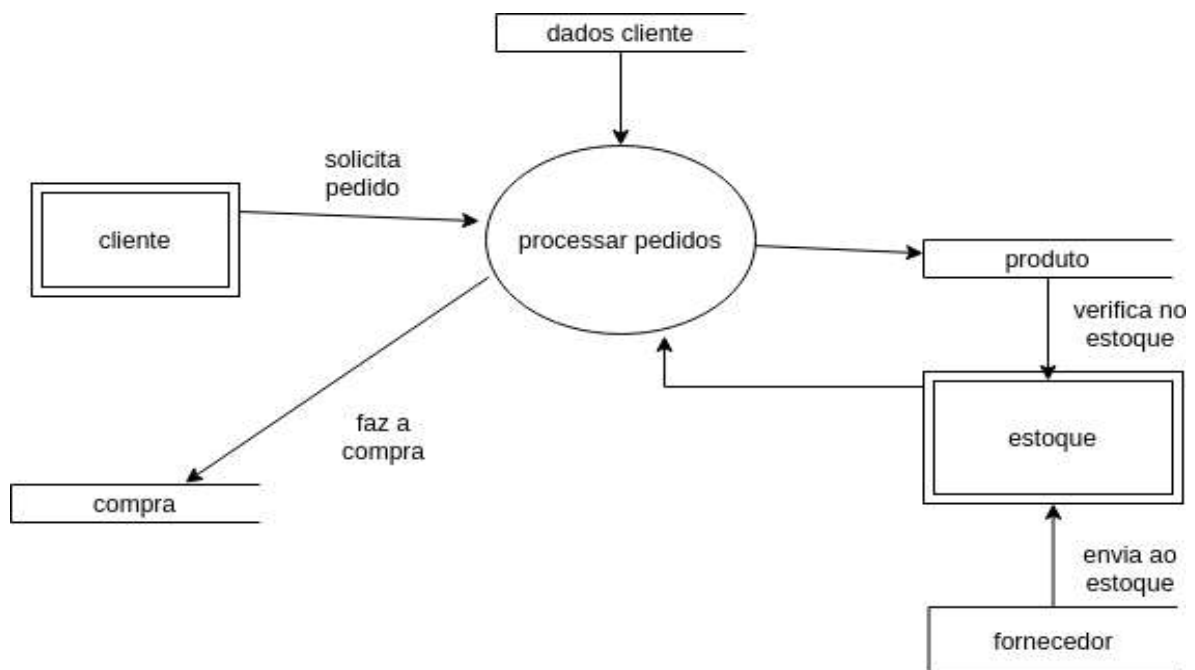 dados cliente
solicita
pedido
cliente
processar pedidos
produto
verifica no
estoque
estoque
faz a
compra
compra
envia ao
estoque
fornecedor